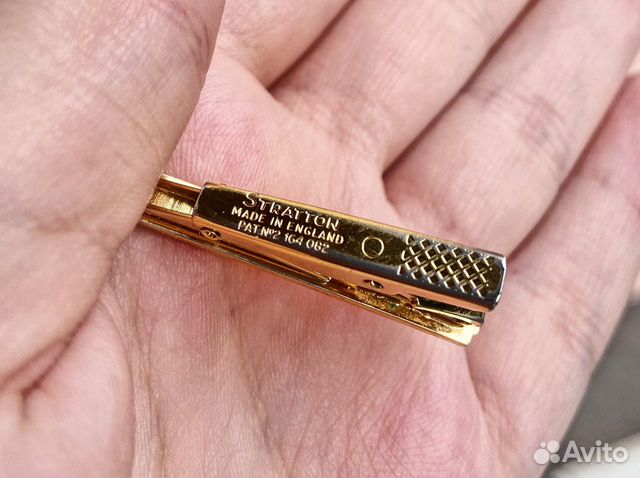 STRATTON
MADE IN ENGLAND
PAT. Nº2 164 062
Avito